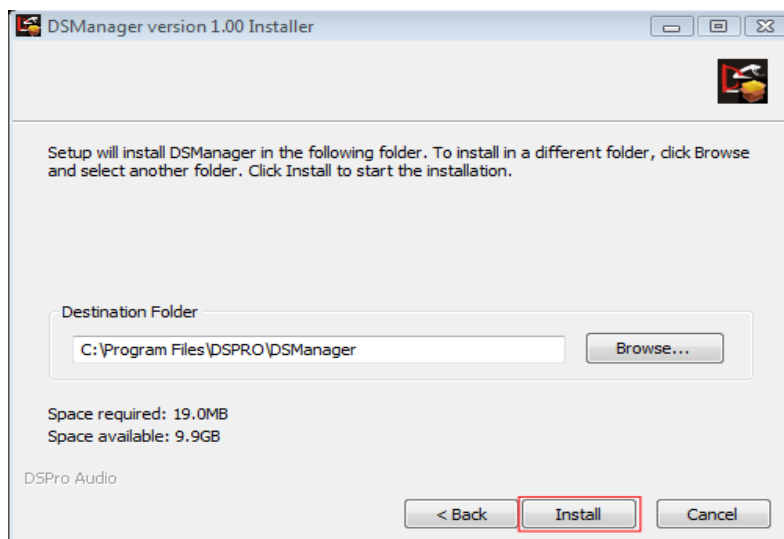 DSManager version 1.00 Installer
Setup will install DSManager in the following folder. To install in a different folder, click Browse
and select another folder. Click Install to start the installation.
Destination Folder
C:\Program Files\DSPRO\DSManager
Browse...
Space required: 19.0MB
Space available: 9.9GB
DSPro Audio
< Back
Install
Cancel